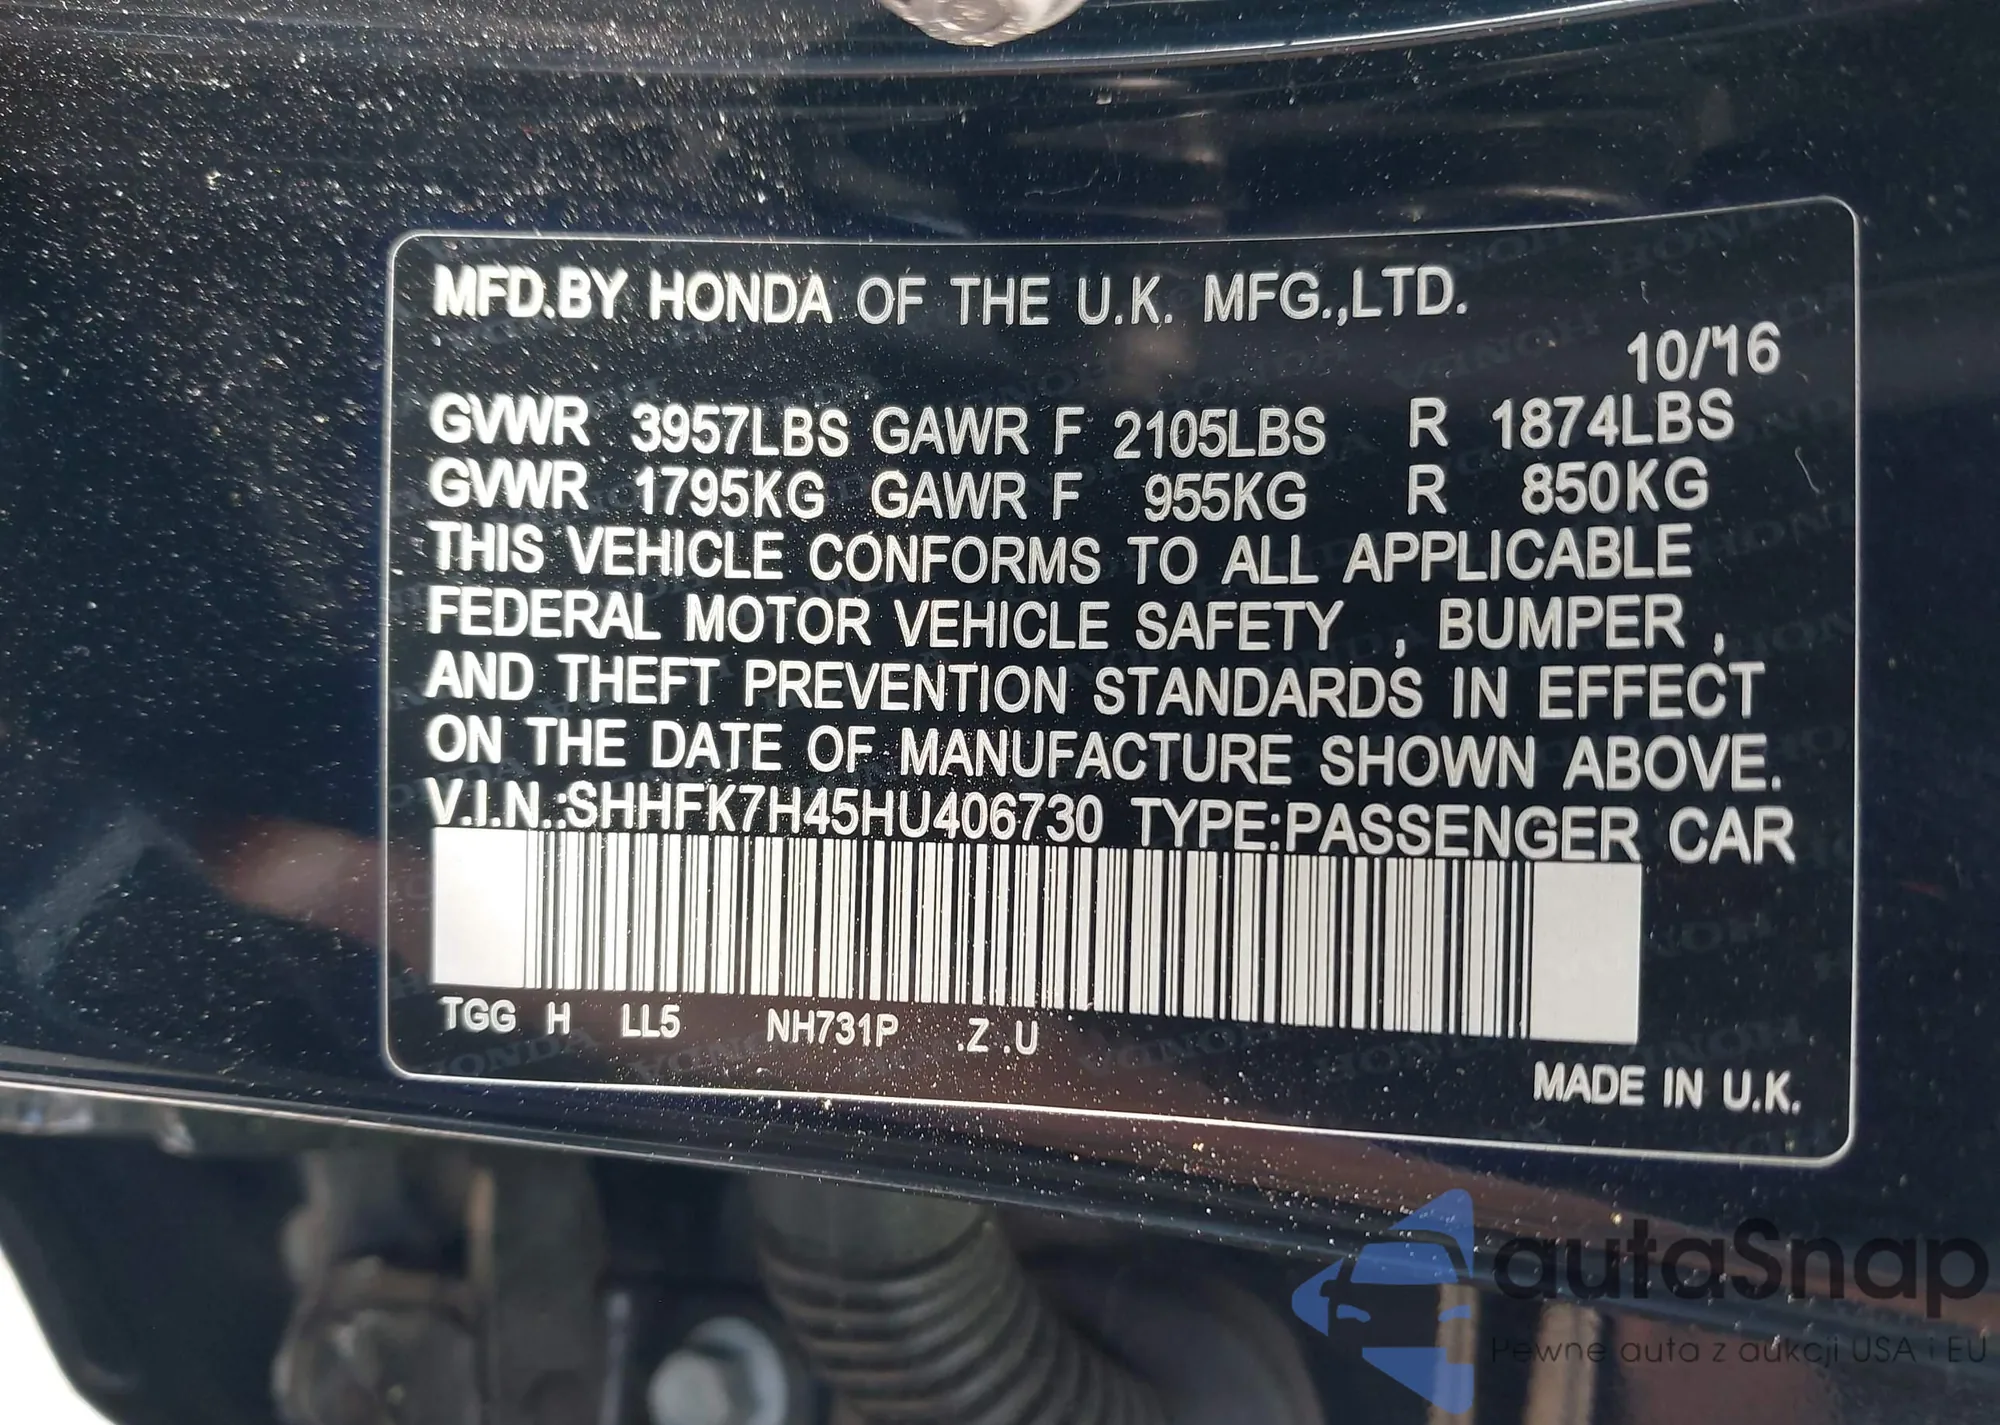 MFD.BY HONDA OF THE U.K. MFG.,LTD.
10/'16
GVWR 3957LBS GAWR F 2105LBS R 1874LBS
GVWR 1795KG GAWR F 955KG R 850KG
THIS VEHICLE CONFORMS TO ALL APPLICABLE
FEDERAL MOTOR VEHICLE SAFETY , BUMPER ,
AND THEFT PREVENTION STANDARDS IN EFFECT
ON THE DATE OF MANUFACTURE SHOWN ABOVE.
V.I.N.:SHHFK7H45HU406730 TYPE:PASSENGER CAR
TGG H LL5 NH731P .Z .U
MADE IN U.K.
autaSnap
Pewne auta z aukcji USA i EU